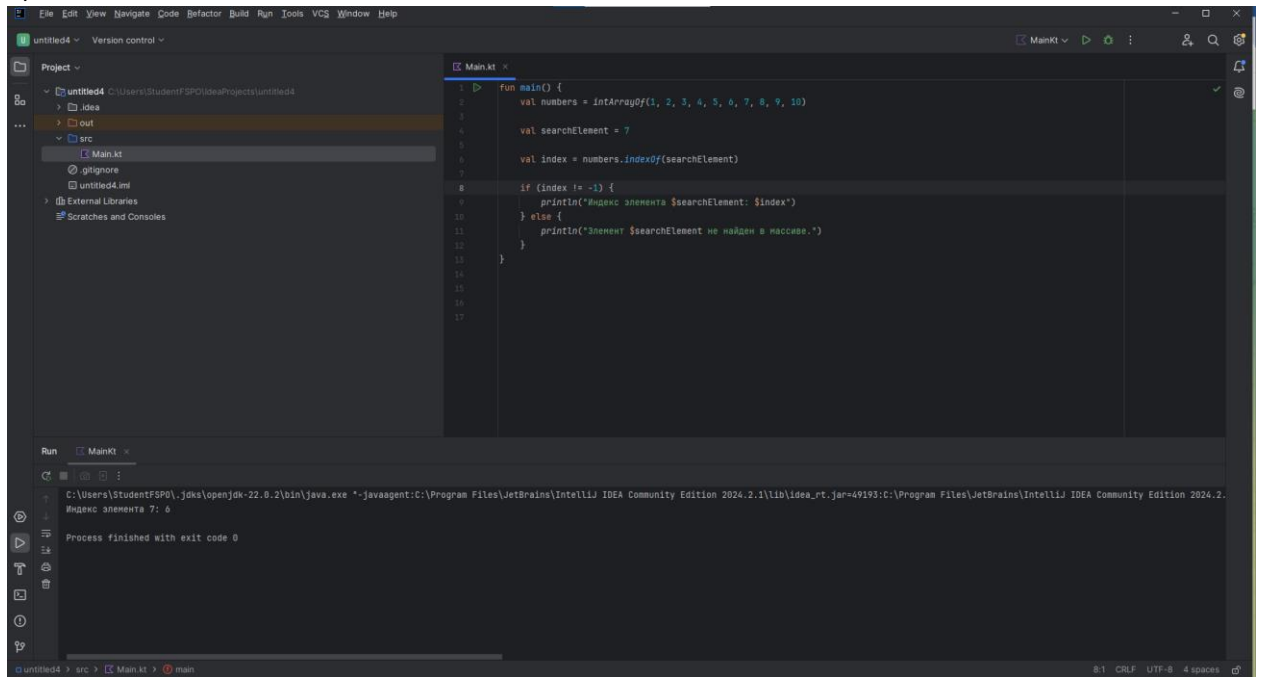 File Edit View Navigate Code Refactor Build Run Tools VCS Window Help
U untitled4 Version control MainKt
Project
untitled4 C:\Users\StudentFSPO\IdeaProjects\untitled4
.idea
out
src
Main.kt
.gitignore
untitled4.iml
External Libraries
Scratches and Consoles
Main.kt
1 fun main() {
2 val numbers = intArrayOf(1, 2, 3, 4, 5, 6, 7, 8, 9, 10)
3
4 val searchElement = 7
5
6 val index = numbers.indexOf(searchElement)
7
8 if (index != -1) {
9 println("Индекс элемента $searchElement: $index")
10 } else {
11 println("Элемент $searchElement не найден в массиве.")
12 }
13 }
14
15
16
17
Run MainKt
C:\Users\StudentFSPO\.jdks\openjdk-22.0.2\bin\java.exe "-javaagent:C:\Program Files\JetBrains\IntelliJ IDEA Community Edition 2024.2.1\lib\idea_rt.jar=49193:C:\Program Files\JetBrains\IntelliJ IDEA Community Edition 2024.2.
Индекс элемента 7: 6
Process finished with exit code 0
untitled4 > src > Main.kt > main 8:1 CRLF UTF-8 4 spaces